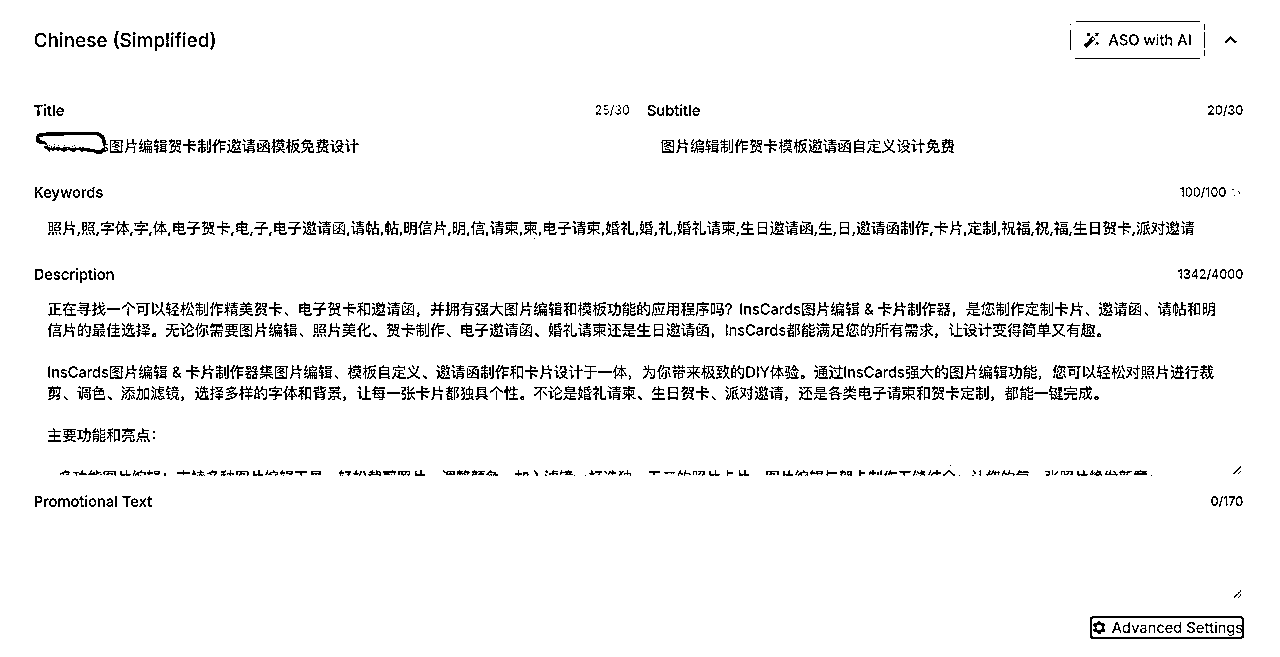 Chinese (Simplified)
ASO with AI
Title 25/30 Subtitle 20/30
图片编辑贺卡制作邀请函模板免费设计 图片编辑制作贺卡模板邀请函自定义设计免费
Keywords 100/100
照片,照,字体,字,体,电子贺卡,电,子,电子邀请函,请帖,帖,明信片,明,信,请柬,柬,电子请柬,婚礼,婚,礼,婚礼请柬,生日邀请函,生,日,邀请函制作,卡片,定制,祝福,祝,福,生日贺卡,派对邀请
Description 1342/4000
正在寻找一个可以轻松制作精美贺卡、电子贺卡和邀请函，并拥有强大图片编辑和模板功能的应用程序吗？InsCards图片编辑 & 卡片制作器，是您制作定制卡片、邀请函、请帖和明
信片的最佳选择。无论你需要图片编辑、照片美化、贺卡制作、电子邀请函、婚礼请柬还是生日邀请函，InsCards都能满足您的所有需求，让设计变得简单又有趣。
InsCards图片编辑 & 卡片制作器集图片编辑、模板自定义、邀请函制作和卡片设计于一体，为你带来极致的DIY体验。通过InsCards强大的图片编辑功能，您可以轻松对照片进行裁
剪、调色、添加滤镜，选择多样的字体和背景，让每一张卡片都独具个性。不论是婚礼请柬、生日贺卡、派对邀请，还是各类电子请柬和贺卡定制，都能一键完成。
主要功能和亮点：
Promotional Text 0/170
Advanced Settings